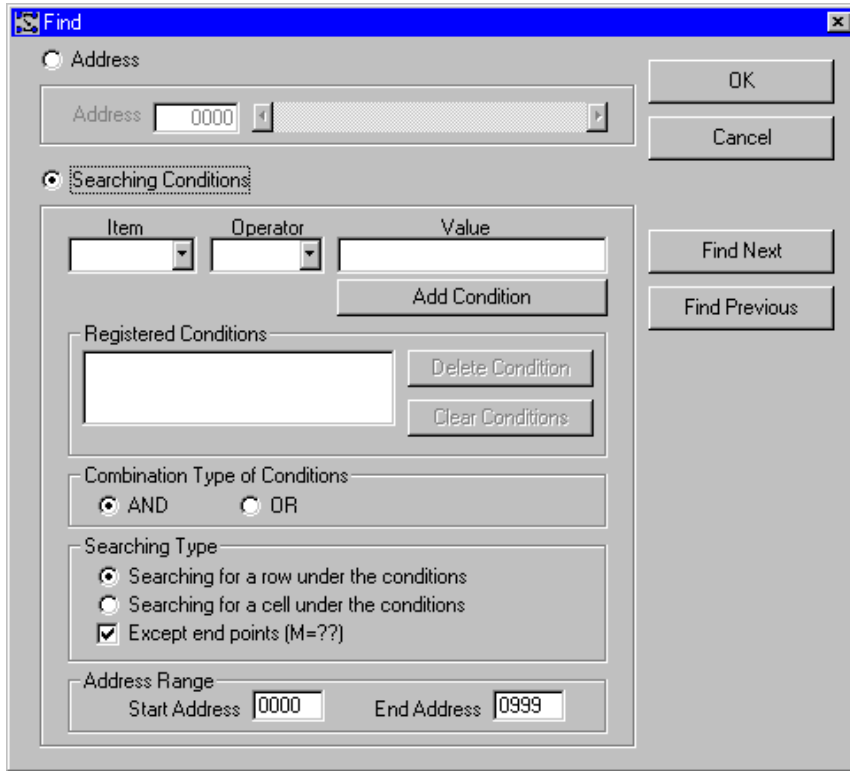 Find
Address
OK
Address 0000
Cancel
Searching Conditions
Item Operator Value
Find Next
Add Condition
Find Previous
Registered Conditions
Delete Condition
Clear Conditions
Combination Type of Conditions
AND OR
Searching Type
Searching for a row under the conditions
Searching for a cell under the conditions
Except end points (M=??)
Address Range
Start Address 0000 End Address 0999